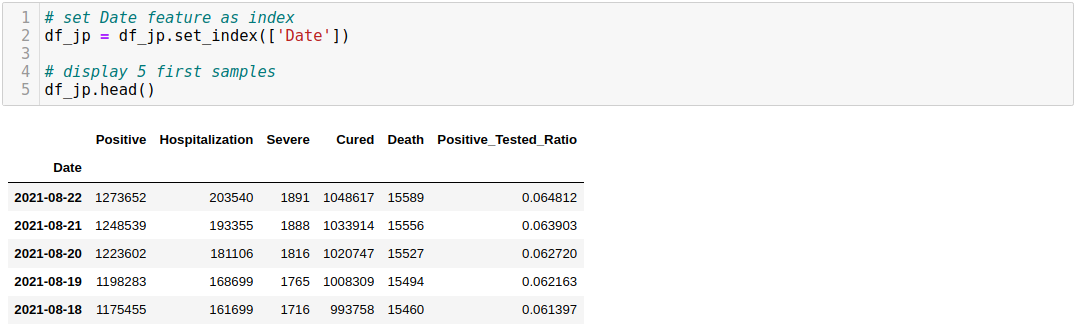 1 # set Date feature as index
2 df_jp = df_jp.set_index(['Date'])
3
4 # display 5 first samples
5 df_jp.head()
Positive Hospitalization Severe Cured Death Positive_Tested_Ratio
Date
2021-08-22 1273652 203540 1891 1048617 15589 0.064812
2021-08-21 1248539 193355 1888 1033914 15556 0.063903
2021-08-20 1223602 181106 1816 1020747 15527 0.062720
2021-08-19 1198283 168699 1765 1008309 15494 0.062163
2021-08-18 1175455 161699 1716 993758 15460 0.061397